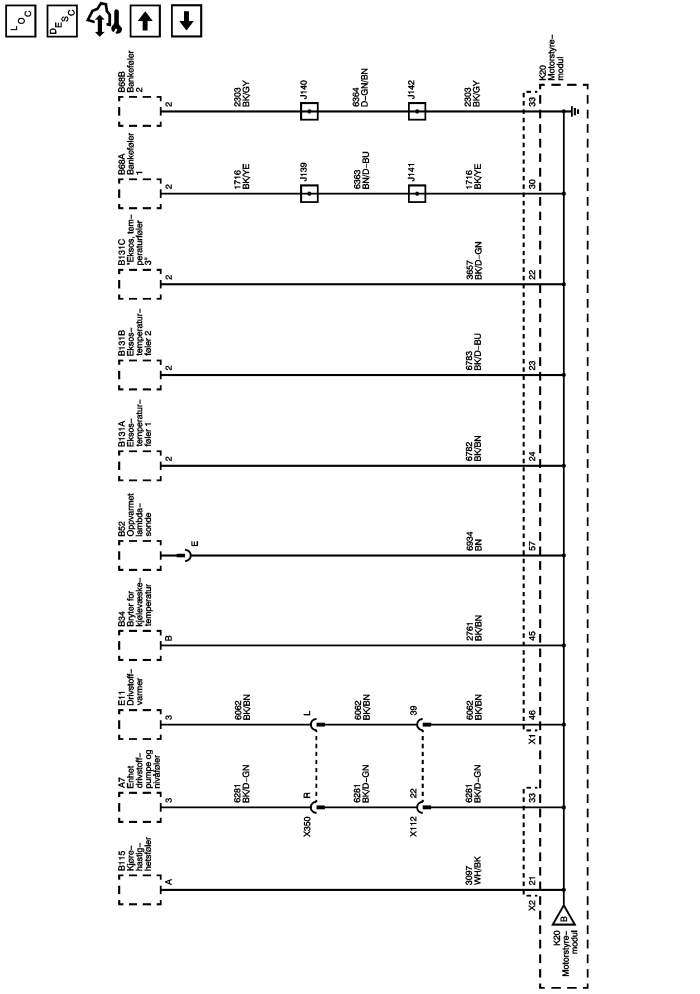 LOC
DESC
B68B
Bankeføler
2
2
2303
BK/GY
J140
6364
D-GN/BN
J142
2303
BK/GY
33
K20
Motorstyre-
modul
B68A
Bankeføler
1
2
1716
BK/YE
J139
6363
BN/D-BU
J141
1716
BK/YE
30
B131C
"Eksos, tem-
peraturføler
3"
2
3657
BK/D-GN
22
B131B
Eksos-
temperatur-
føler 2
2
6783
BK/D-BU
23
B131A
Eksos-
temperatur-
føler 1
2
6782
BK/BN
24
B52
Oppvarmet
lambda-
sonde
E
6934
BN
57
B34
Bryter for
kjølevæske-
temperatur
B
2761
BK/BN
45
E11
Drivstoff-
varmer
3
6062
BK/BN
L
6062
BK/BN
39
6062
BK/BN
46
X1
A7
Enhet
drivstoff-
pumpe og
nivåføler
3
6281
BK/D-GN
R
X350
6281
BK/D-GN
22
X112
6281
BK/D-GN
33
B115
Kjøre-
hastig-
hetsføler
A
3097
WH/BK
21
X2
B
K20
Motorstyre-
modul